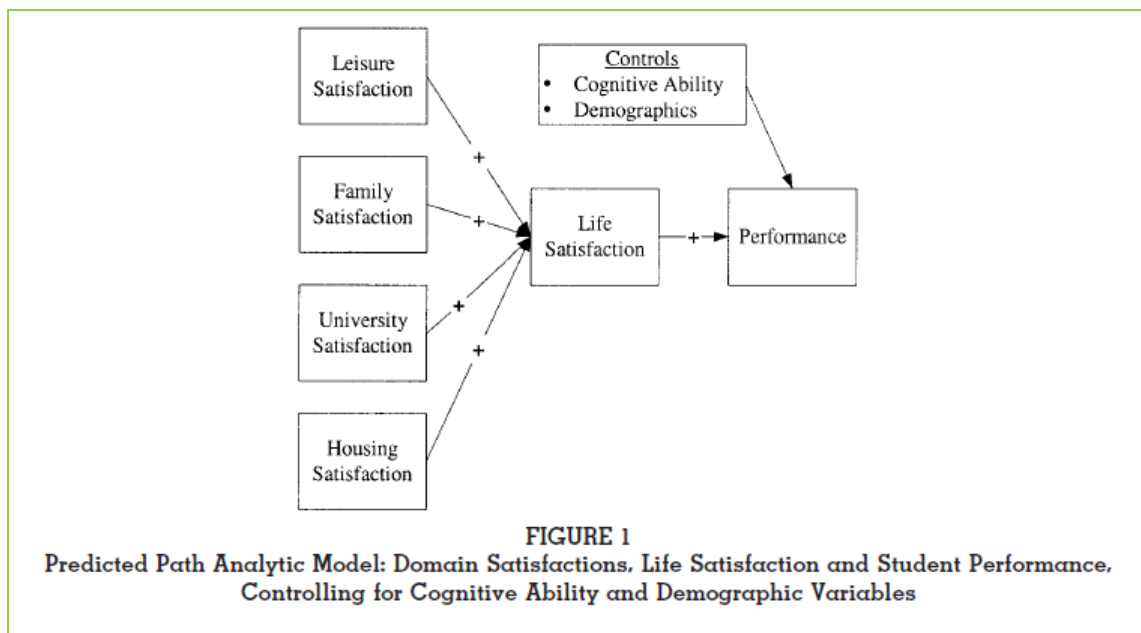 Leisure
Satisfaction
Controls
• Cognitive Ability
• Demographics
+
Family
Satisfaction
+
Life
Satisfaction
+
Performance
University
Satisfaction
+
+
Housing
Satisfaction
FIGURE 1
Predicted Path Analytic Model: Domain Satisfactions, Life Satisfaction and Student Performance,
Controlling for Cognitive Ability and Demographic Variables